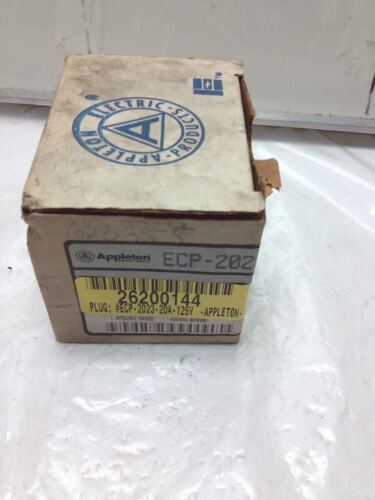 APPLETON ELECTRIC PRODUCTS
A
Appleton
ECP-202
26200144
PLUG: #ECP-2023-20A-125V -APPLETON-